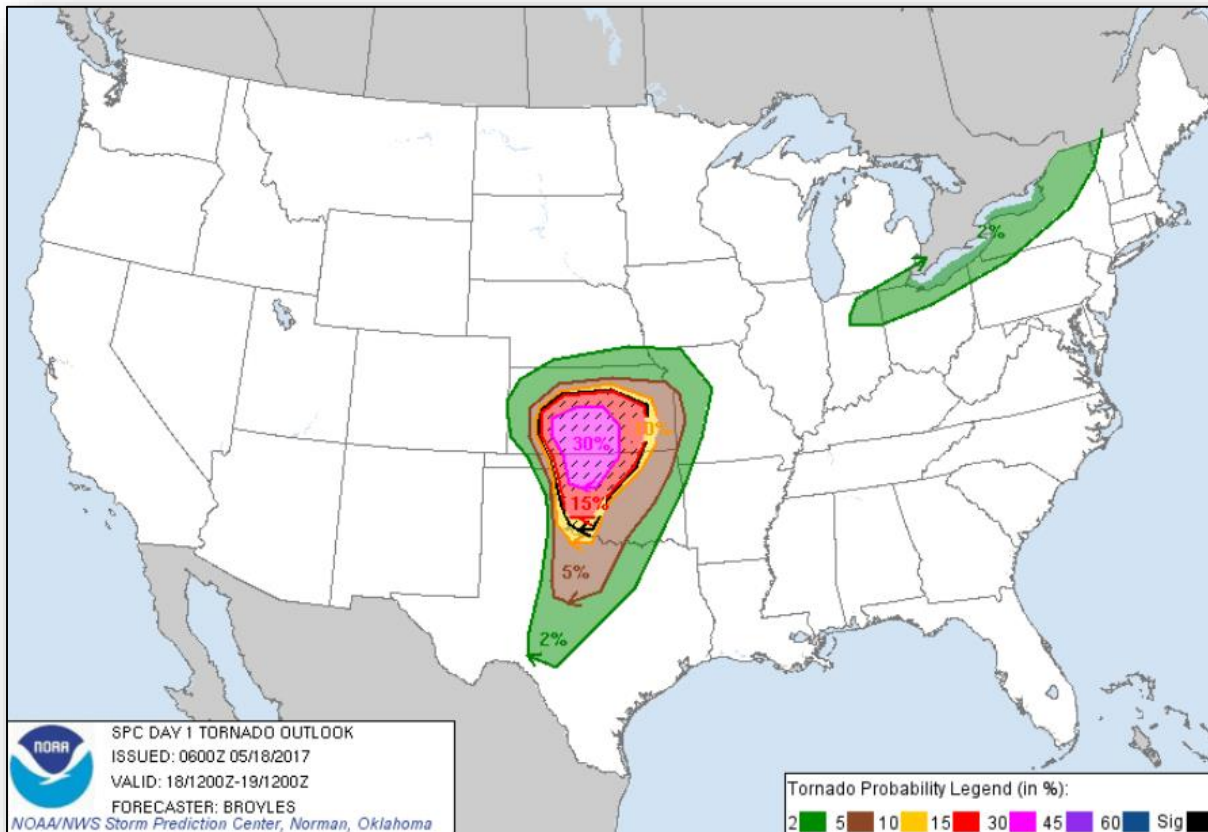 2%
30%
10%
15%
5%
2%
NOAA
SPC DAY 1 TORNADO OUTLOOK
ISSUED: 0600Z 05/18/2017
VALID: 18/1200Z-19/1200Z
FORECASTER: BROYLES
NOAA/NWS Storm Prediction Center, Norman, Oklahoma
Tornado Probability Legend (in %):
2 5 10 15 30 45 60 Sig